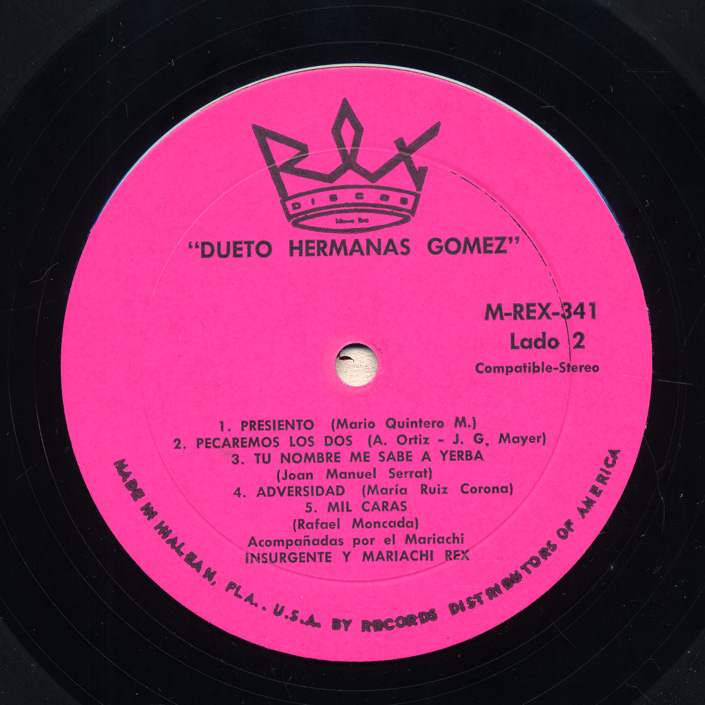 Rex
DISCOS
"DUETO HERMANAS GOMEZ"
M-REX-341
Lado 2
Compatible-Stereo
1. PRESIENTO (Mario Quintero M.)
2. PECAREMOS LOS DOS (A. Ortiz - J. G. Mayer)
3. TU NOMBRE ME SABE A YERBA
(Joan Manuel Serrat)
4. ADVERSIDAD (María Ruiz Corona)
5. MIL CARAS
(Rafael Moncada)
Acompañadas por el Mariachi
INSURGENTE Y MARIACHI REX
MADE IN HIALEAH, FLA., U.S.A. BY RECORDS DISTRIBUTORS OF AMERICA